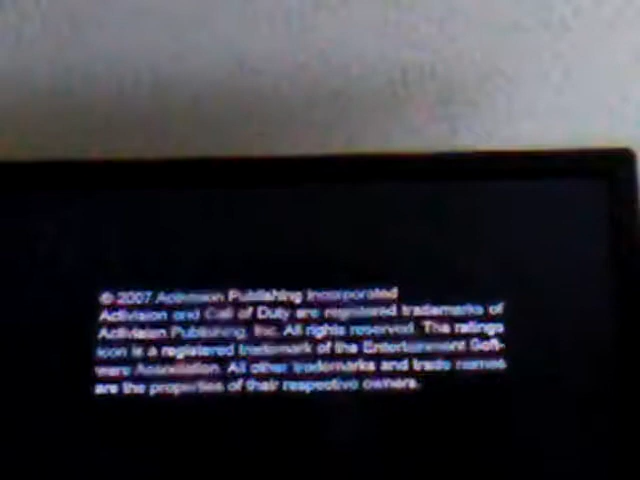 © 2007 Activision Publishing Incorporated
Activision and Call of Duty are registered trademarks of
Activision Publishing, Inc. All rights reserved. The ratings
icon is a registered trademark of the Entertainment Soft-
ware Association. All other trademarks and trade names
are the properties of their respective owners.